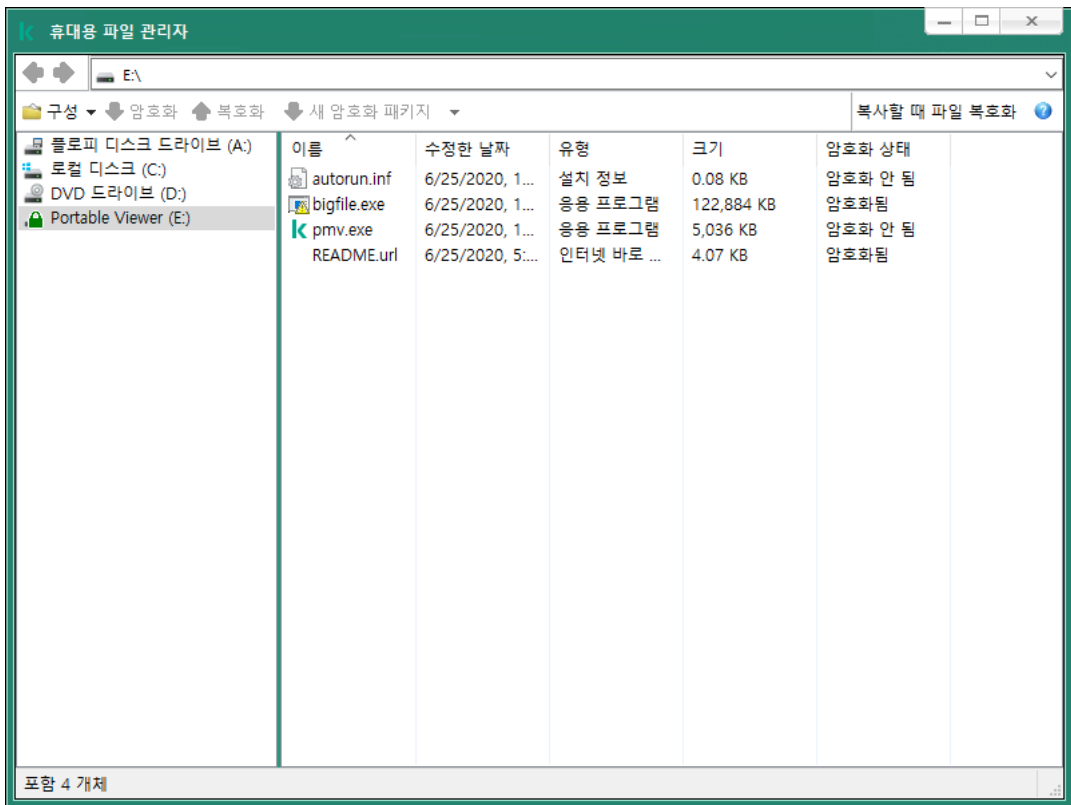 휴대용 파일 관리자
E:\
구성 암호화 복호화 새 암호화 패키지 복사할 때 파일 복호화
플로피 디스크 드라이브 (A:)
로컬 디스크 (C:)
DVD 드라이브 (D:)
Portable Viewer (E:)
이름 수정한 날짜 유형 크기 암호화 상태
autorun.inf 6/25/2020, 1... 설치 정보 0.08 KB 암호화 안 됨
bigfile.exe 6/25/2020, 1... 응용 프로그램 122,884 KB 암호화됨
pmv.exe 6/25/2020, 1... 응용 프로그램 5,036 KB 암호화 안 됨
README.url 6/25/2020, 5:... 인터넷 바로 ... 4.07 KB 암호화됨
포함 4 개체